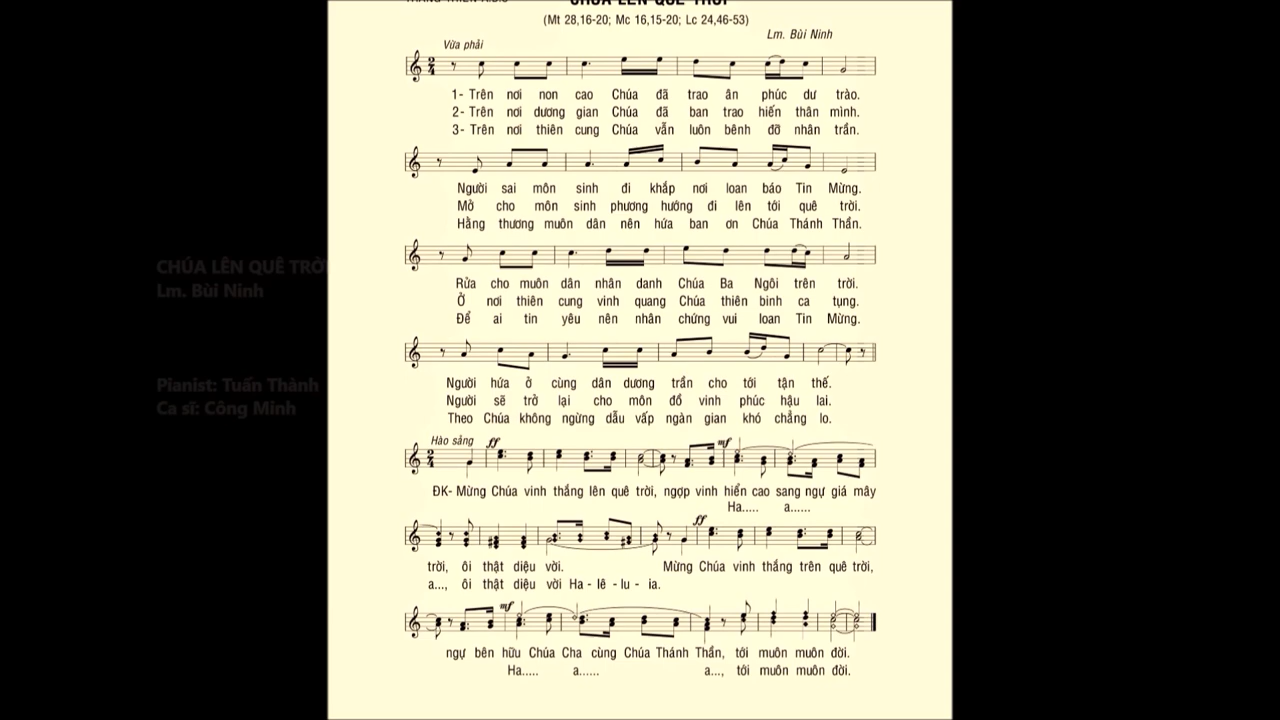 CHÚA LÊN QUÊ TRỜI
(Mt 28,16-20; Mc 16,15-20; Lc 24,46-53)
Lm. Bùi Ninh
Vừa phải
1- Trên nơi non cao Chúa đã trao ân phúc dư trào.
2- Trên nơi dương gian Chúa đã ban trao hiến thân mình.
3- Trên nơi thiên cung Chúa vẫn luôn bênh đỡ nhân trần.
Người sai môn sinh đi khắp nơi loan báo Tin Mừng.
Mở cho môn sinh phương hướng đi lên tới quê trời.
Hằng thương muôn dân nên hứa ban ơn Chúa Thánh Thần.
Rửa cho muôn dân nhân danh Chúa Ba Ngôi trên trời.
Ở nơi thiên cung vinh quang Chúa thiên binh ca tụng.
Để ai tin yêu nên nhân chứng vui loan Tin Mừng.
Người hứa ở cùng dân dương trần cho tới tận thế.
Người sẽ trở lại cho môn đồ vinh phúc hậu lai.
Theo Chúa không ngừng dẫu vấp ngàn gian khó chẳng lo.
Hào sảng ff mf
ĐK- Mừng Chúa vinh thắng lên quê trời, ngợp vinh hiển cao sang ngự giá mây
Ha..... a......
ff
trời, ôi thật diệu vời. Mừng Chúa vinh thắng trên quê trời,
a..., ôi thật diệu vời Ha - lê - lu - ia.
mf
ngự bên hữu Chúa Cha cùng Chúa Thánh Thần, tới muôn muôn đời.
Ha..... a...... a..., tới muôn muôn đời.
CHÚA LÊN QUÊ TRỜI
Lm. Bùi Ninh
Pianist: Tuấn Thành
Ca sĩ: Công Minh